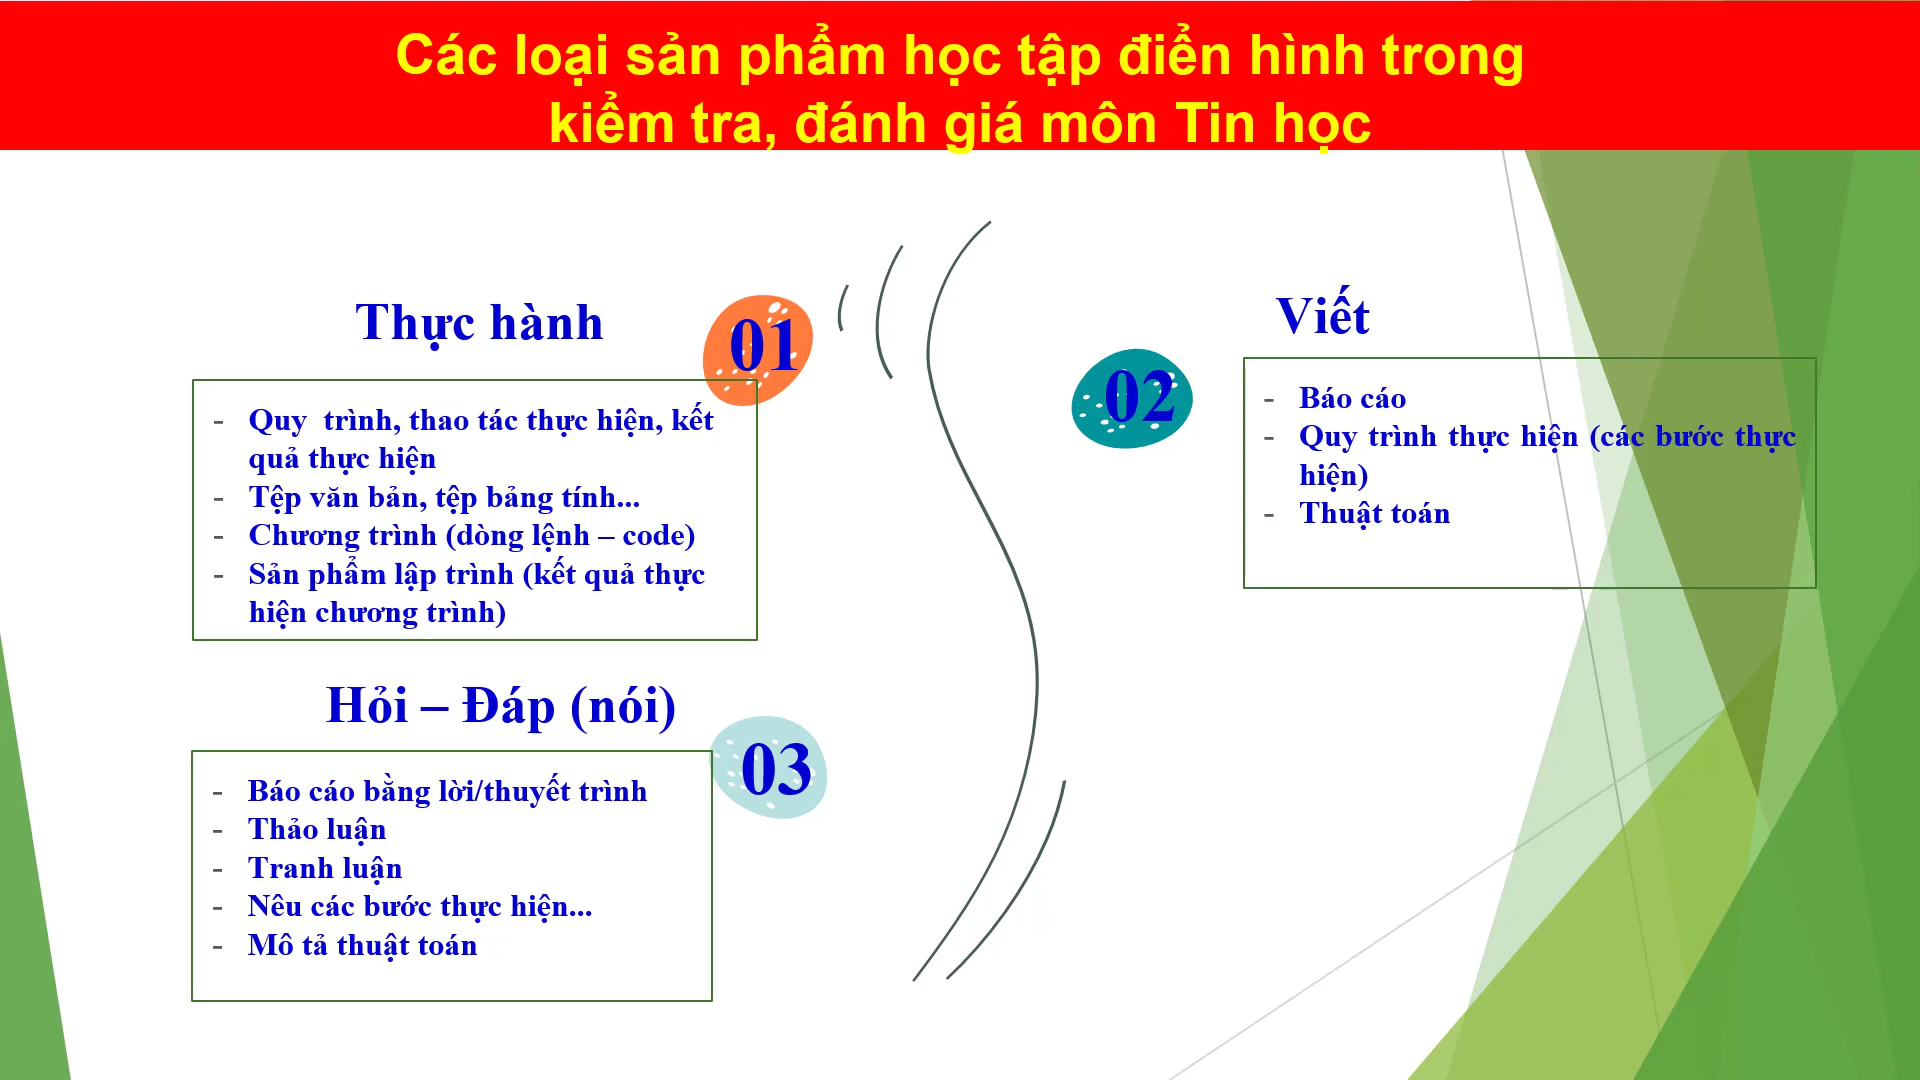 Các loại sản phẩm học tập điển hình trong
kiểm tra, đánh giá môn Tin học
Thực hành
01
- Quy  trình, thao tác thực hiện, kết
quả thực hiện
- Tệp văn bản, tệp bảng tính...
- Chương trình (dòng lệnh – code)
- Sản phẩm lập trình (kết quả thực
hiện chương trình)
Viết
02
- Báo cáo
- Quy trình thực hiện (các bước thực
hiện)
- Thuật toán
Hỏi – Đáp (nói)
03
- Báo cáo bằng lời/thuyết trình
- Thảo luận
- Tranh luận
- Nêu các bước thực hiện...
- Mô tả thuật toán